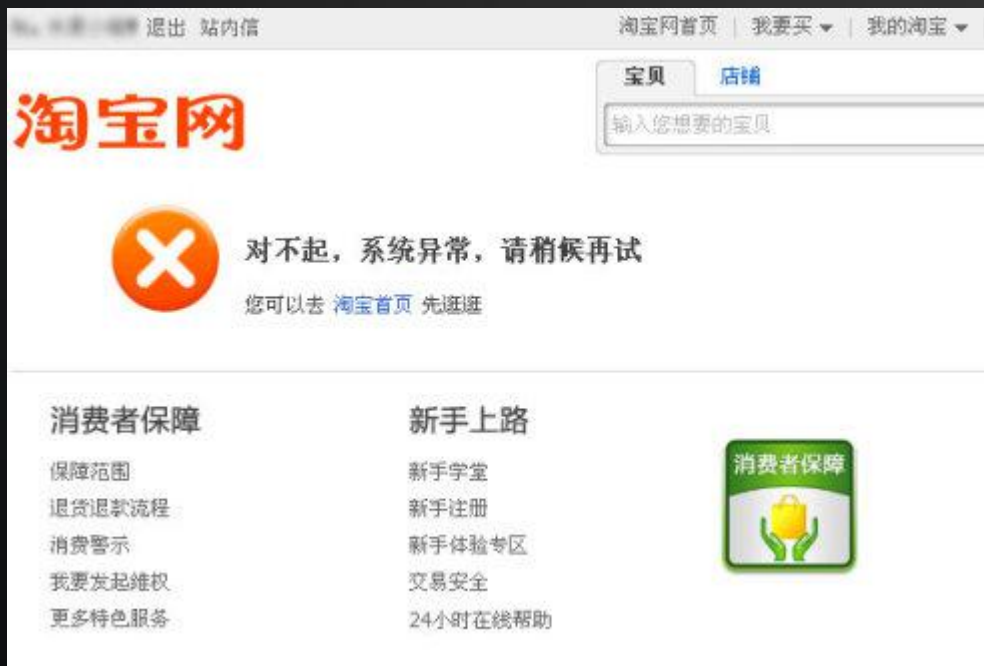 退出 站内信
淘宝网首页 | 我要买 | 我的淘宝
宝贝 店铺
淘宝网
输入您想要的宝贝
对不起，系统异常，请稍候再试
您可以去 淘宝首页 先逛逛
消费者保障
保障范围
退货退款流程
消费警示
我要发起维权
更多特色服务
新手上路
新手学堂
新手注册
新手体验专区
交易安全
24小时在线帮助
消费者保障